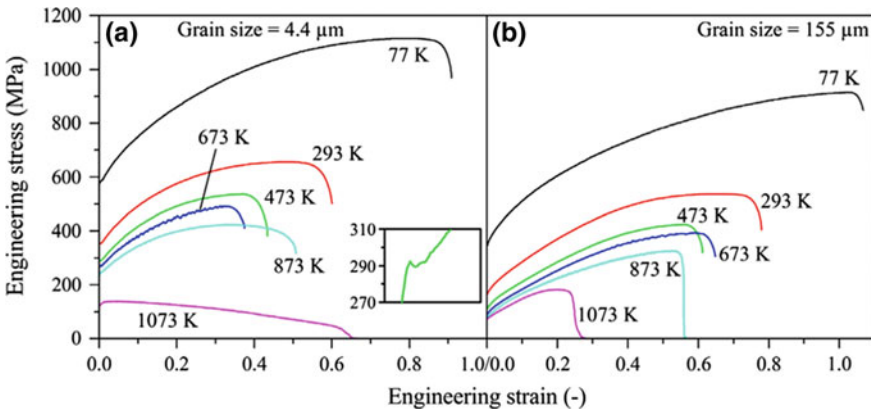 (a) Grain size = 4.4 µm
(b) Grain size = 155 µm
Engineering stress (MPa)
1200
1000
800
600
400
200
0
77 K
673 K
293 K
473 K
873 K
1073 K
310
300
290
280
270
77 K
293 K
473 K
673 K
873 K
1073 K
0.0 0.2 0.4 0.6 0.8 1.0/0.0 0.2 0.4 0.6 0.8 1.0
Engineering strain (-)